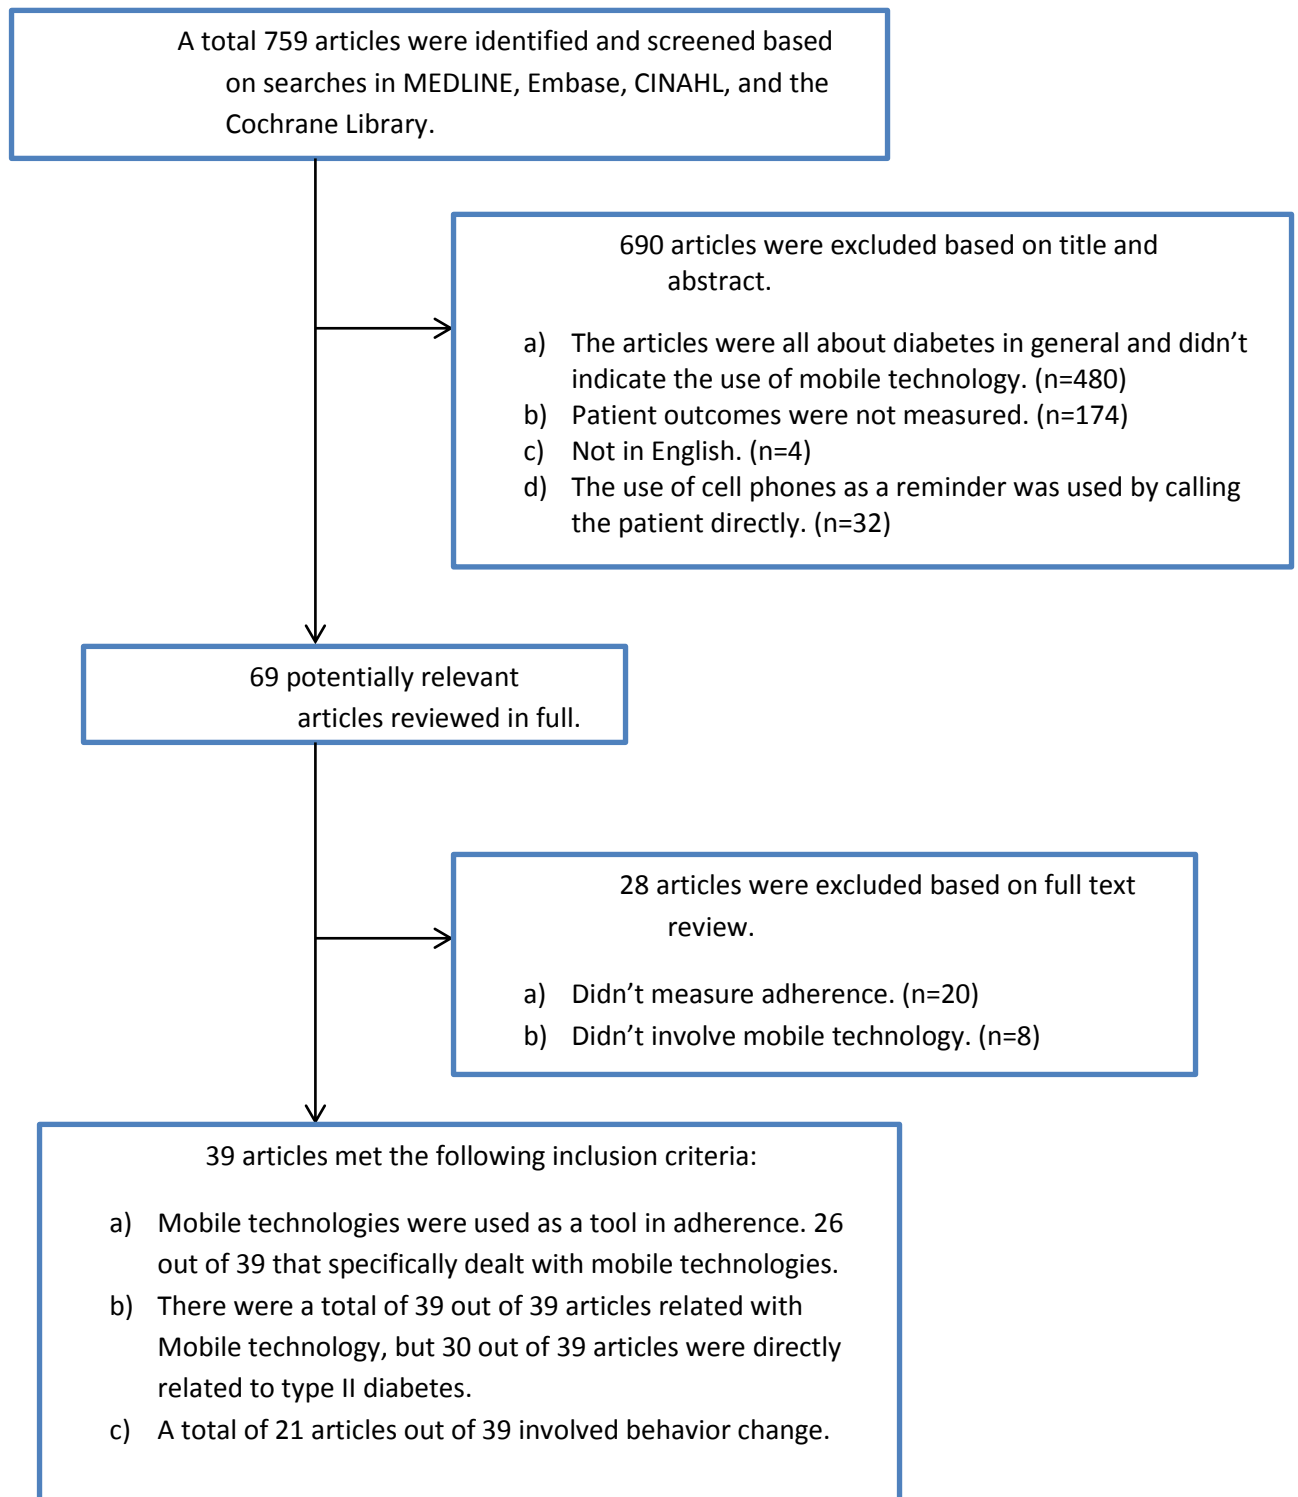 A total 759 articles were identified and screened based
on searches in MEDLINE, Embase, CINAHL, and the
Cochrane Library.
690 articles were excluded based on title and
abstract.
a) The articles were all about diabetes in general and didn’t
indicate the use of mobile technology. (n=480)
b) Patient outcomes were not measured. (n=174)
c) Not in English. (n=4)
d) The use of cell phones as a reminder was used by calling
the patient directly. (n=32)
69 potentially relevant
articles reviewed in full.
28 articles were excluded based on full text
review.
a) Didn’t measure adherence. (n=20)
b) Didn’t involve mobile technology. (n=8)
39 articles met the following inclusion criteria:
a) Mobile technologies were used as a tool in adherence. 26
out of 39 that specifically dealt with mobile technologies.
b) There were a total of 39 out of 39 articles related with
Mobile technology, but 30 out of 39 articles were directly
related to type II diabetes.
c) A total of 21 articles out of 39 involved behavior change.